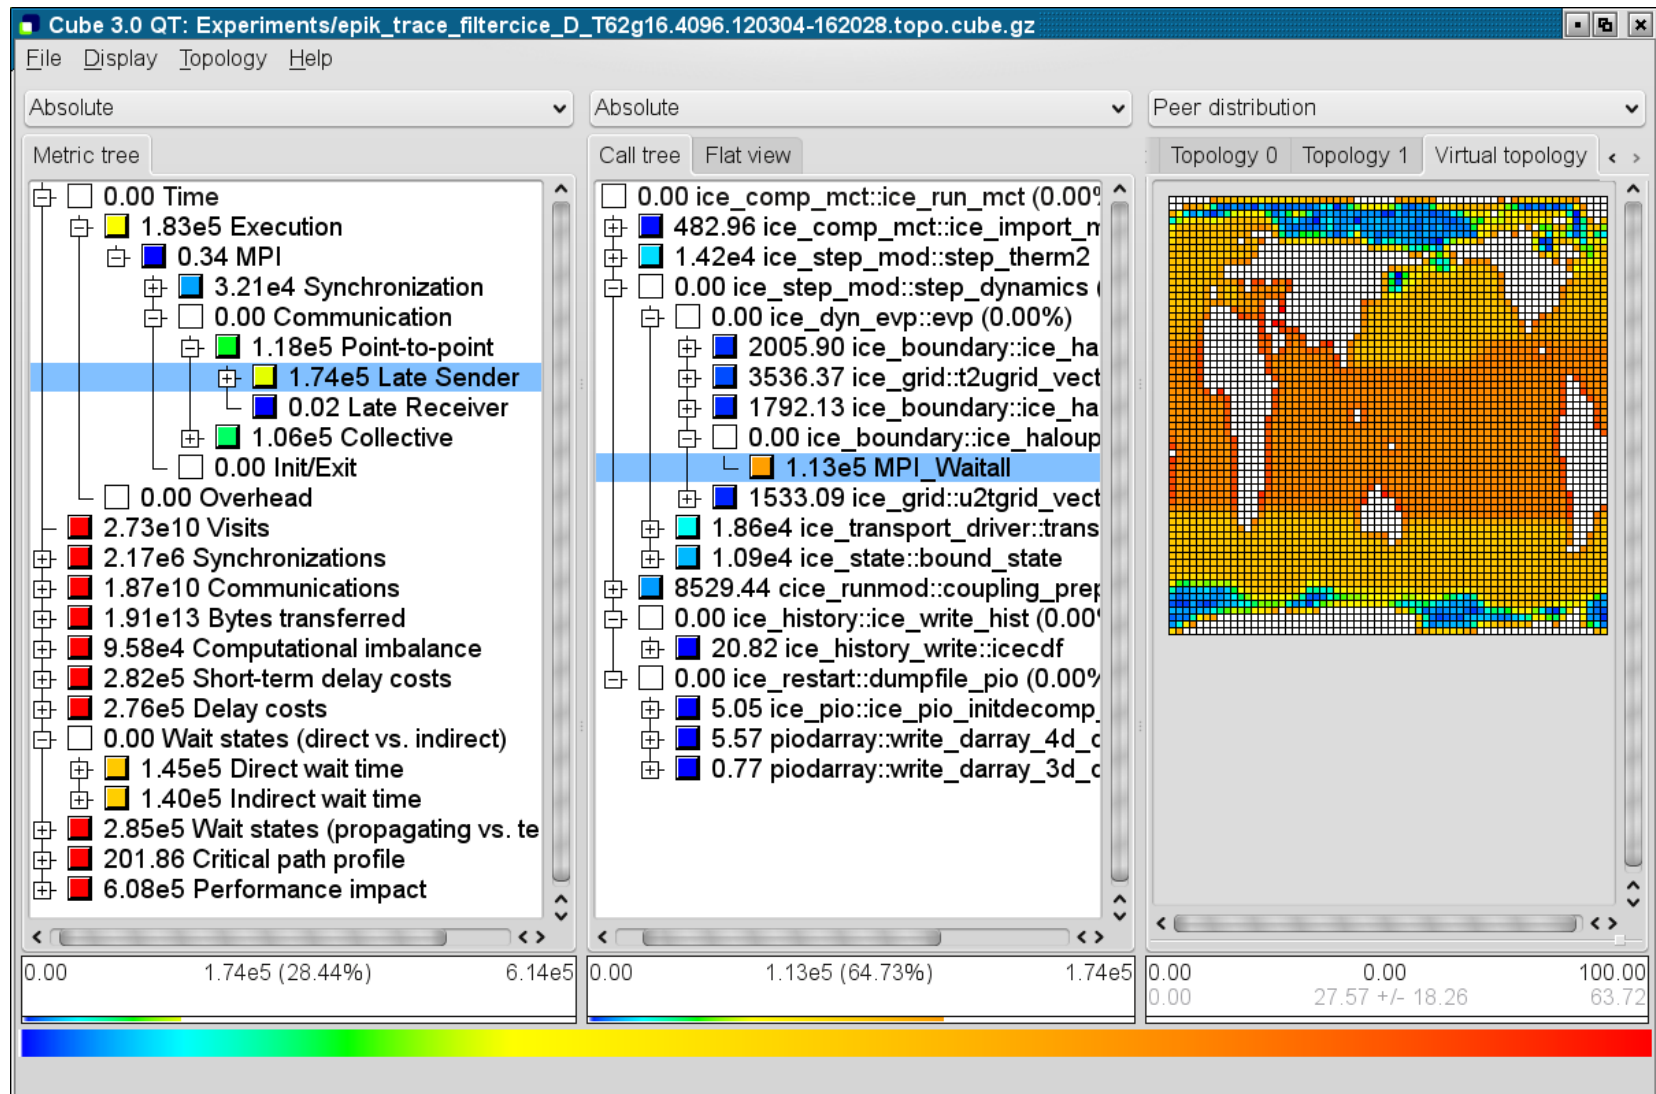 Cube 3.0 QT: Experiments/epik_trace_filtercice_D_T62g16.4096.120304-162028.topo.cube.gz
File Display Topology Help
Absolute
Metric tree
0.00 Time
1.83e5 Execution
0.34 MPI
3.21e4 Synchronization
0.00 Communication
1.18e5 Point-to-point
1.74e5 Late Sender
0.02 Late Receiver
1.06e5 Collective
0.00 Init/Exit
0.00 Overhead
2.73e10 Visits
2.17e6 Synchronizations
1.87e10 Communications
1.91e13 Bytes transferred
9.58e4 Computational imbalance
2.82e5 Short-term delay costs
2.76e5 Delay costs
0.00 Wait states (direct vs. indirect)
1.45e5 Direct wait time
1.40e5 Indirect wait time
2.85e5 Wait states (propagating vs. te
201.86 Critical path profile
6.08e5 Performance impact
0.00 1.74e5 (28.44%) 6.14e5
Absolute
Call tree Flat view
0.00 ice_comp_mct::ice_run_mct (0.00%
482.96 ice_comp_mct::ice_import_m
1.42e4 ice_step_mod::step_therm2
0.00 ice_step_mod::step_dynamics (
0.00 ice_dyn_evp::evp (0.00%)
2005.90 ice_boundary::ice_ha
3536.37 ice_grid::t2ugrid_vect
1792.13 ice_boundary::ice_ha
0.00 ice_boundary::ice_haloup
1.13e5 MPI_Waitall
1533.09 ice_grid::u2tgrid_vect
1.86e4 ice_transport_driver::trans
1.09e4 ice_state::bound_state
8529.44 cice_runmod::coupling_prep
0.00 ice_history::ice_write_hist (0.00%
20.82 ice_history_write::icecdf
0.00 ice_restart::dumpfile_pio (0.00%
5.05 ice_pio::ice_pio_initdecomp_
5.57 piodarray::write_darray_4d_d
0.77 piodarray::write_darray_3d_d
0.00 1.13e5 (64.73%) 1.74e5
Peer distribution
Topology 0 Topology 1 Virtual topology
0.00 0.00 100.00
0.00 27.57 +/- 18.26 63.72